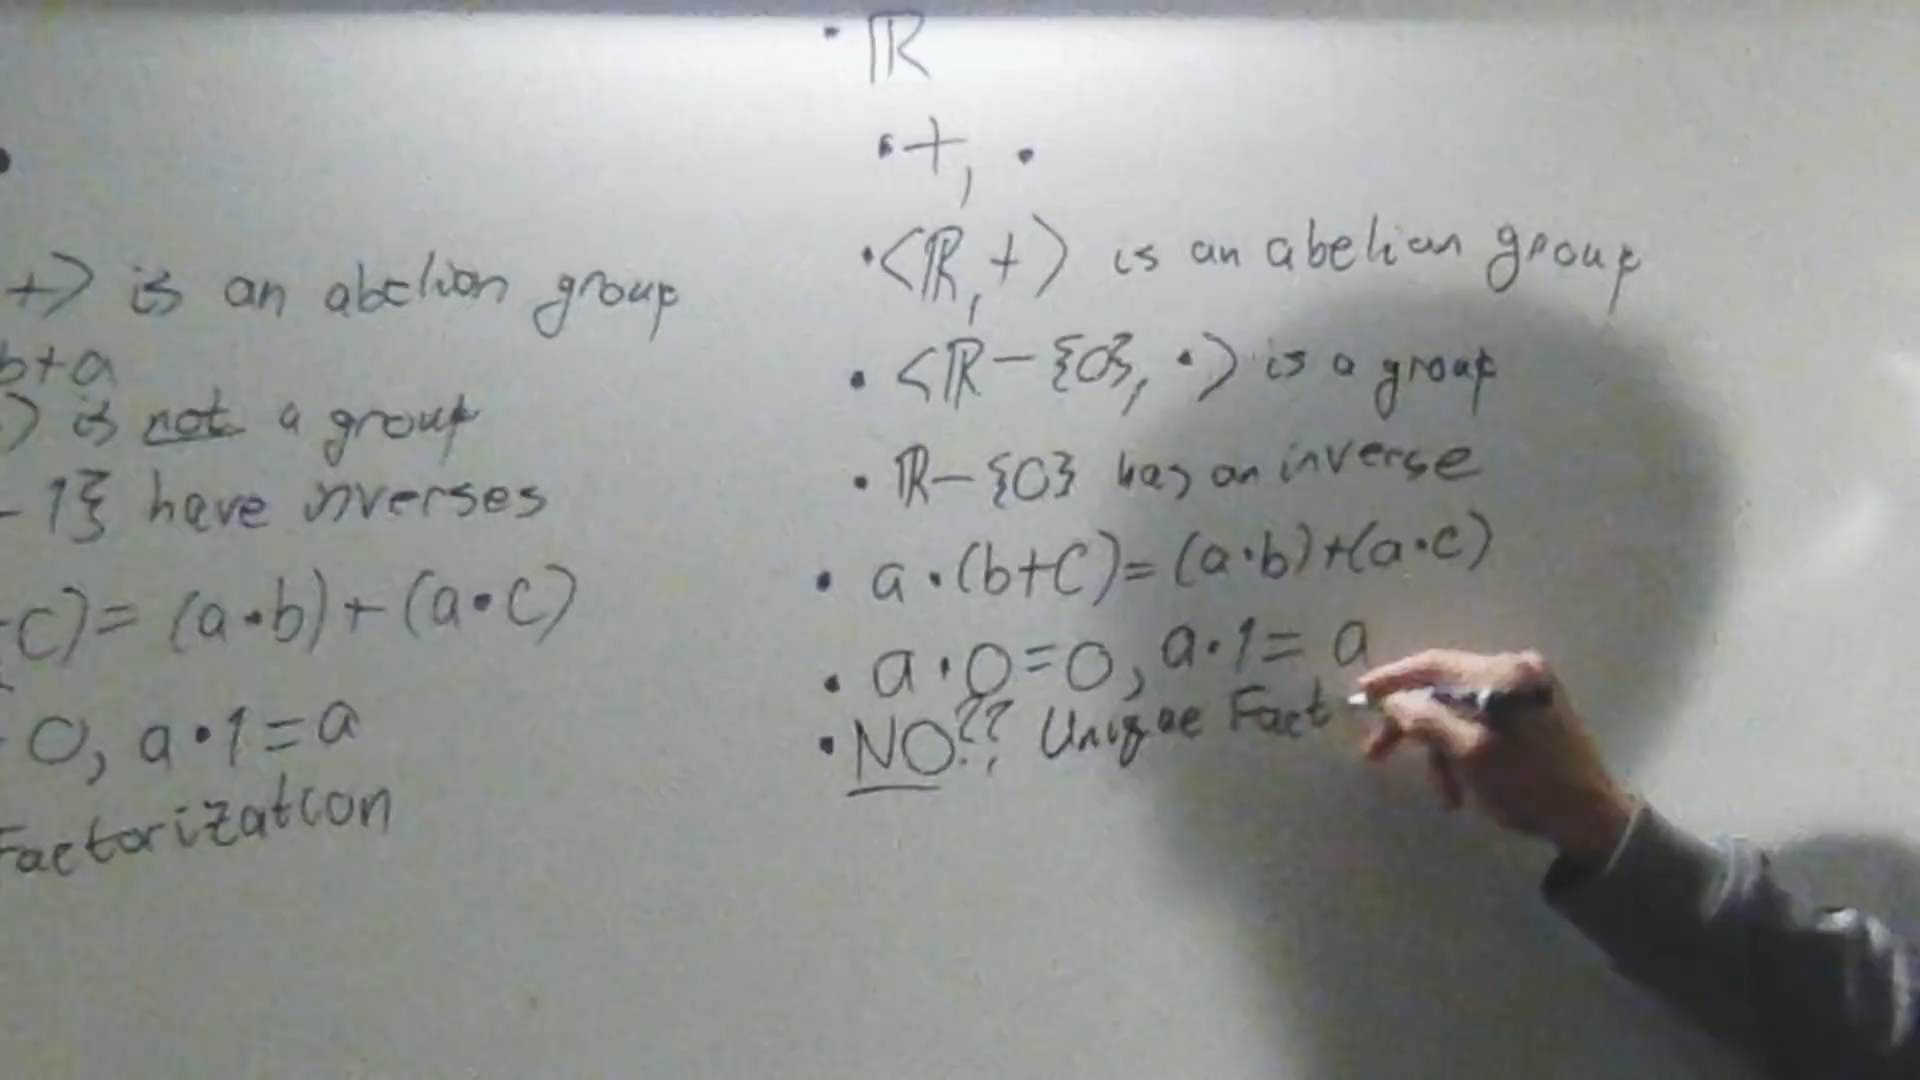 •
+> is an abelian group
b+a
·> is not a group
- 1} have inverses
+c) = (a•b) + (a•c)
= 0, a•1 = a
Factorization
• ℝ
• +, •
• <ℝ, +> is an abelian group
• <ℝ - {0}, •> is a group
• ℝ - {0} has an inverse
• a•(b+c) = (a•b)+(a•c)
• a•0=0, a•1 = a
• NO?? Unique Fact